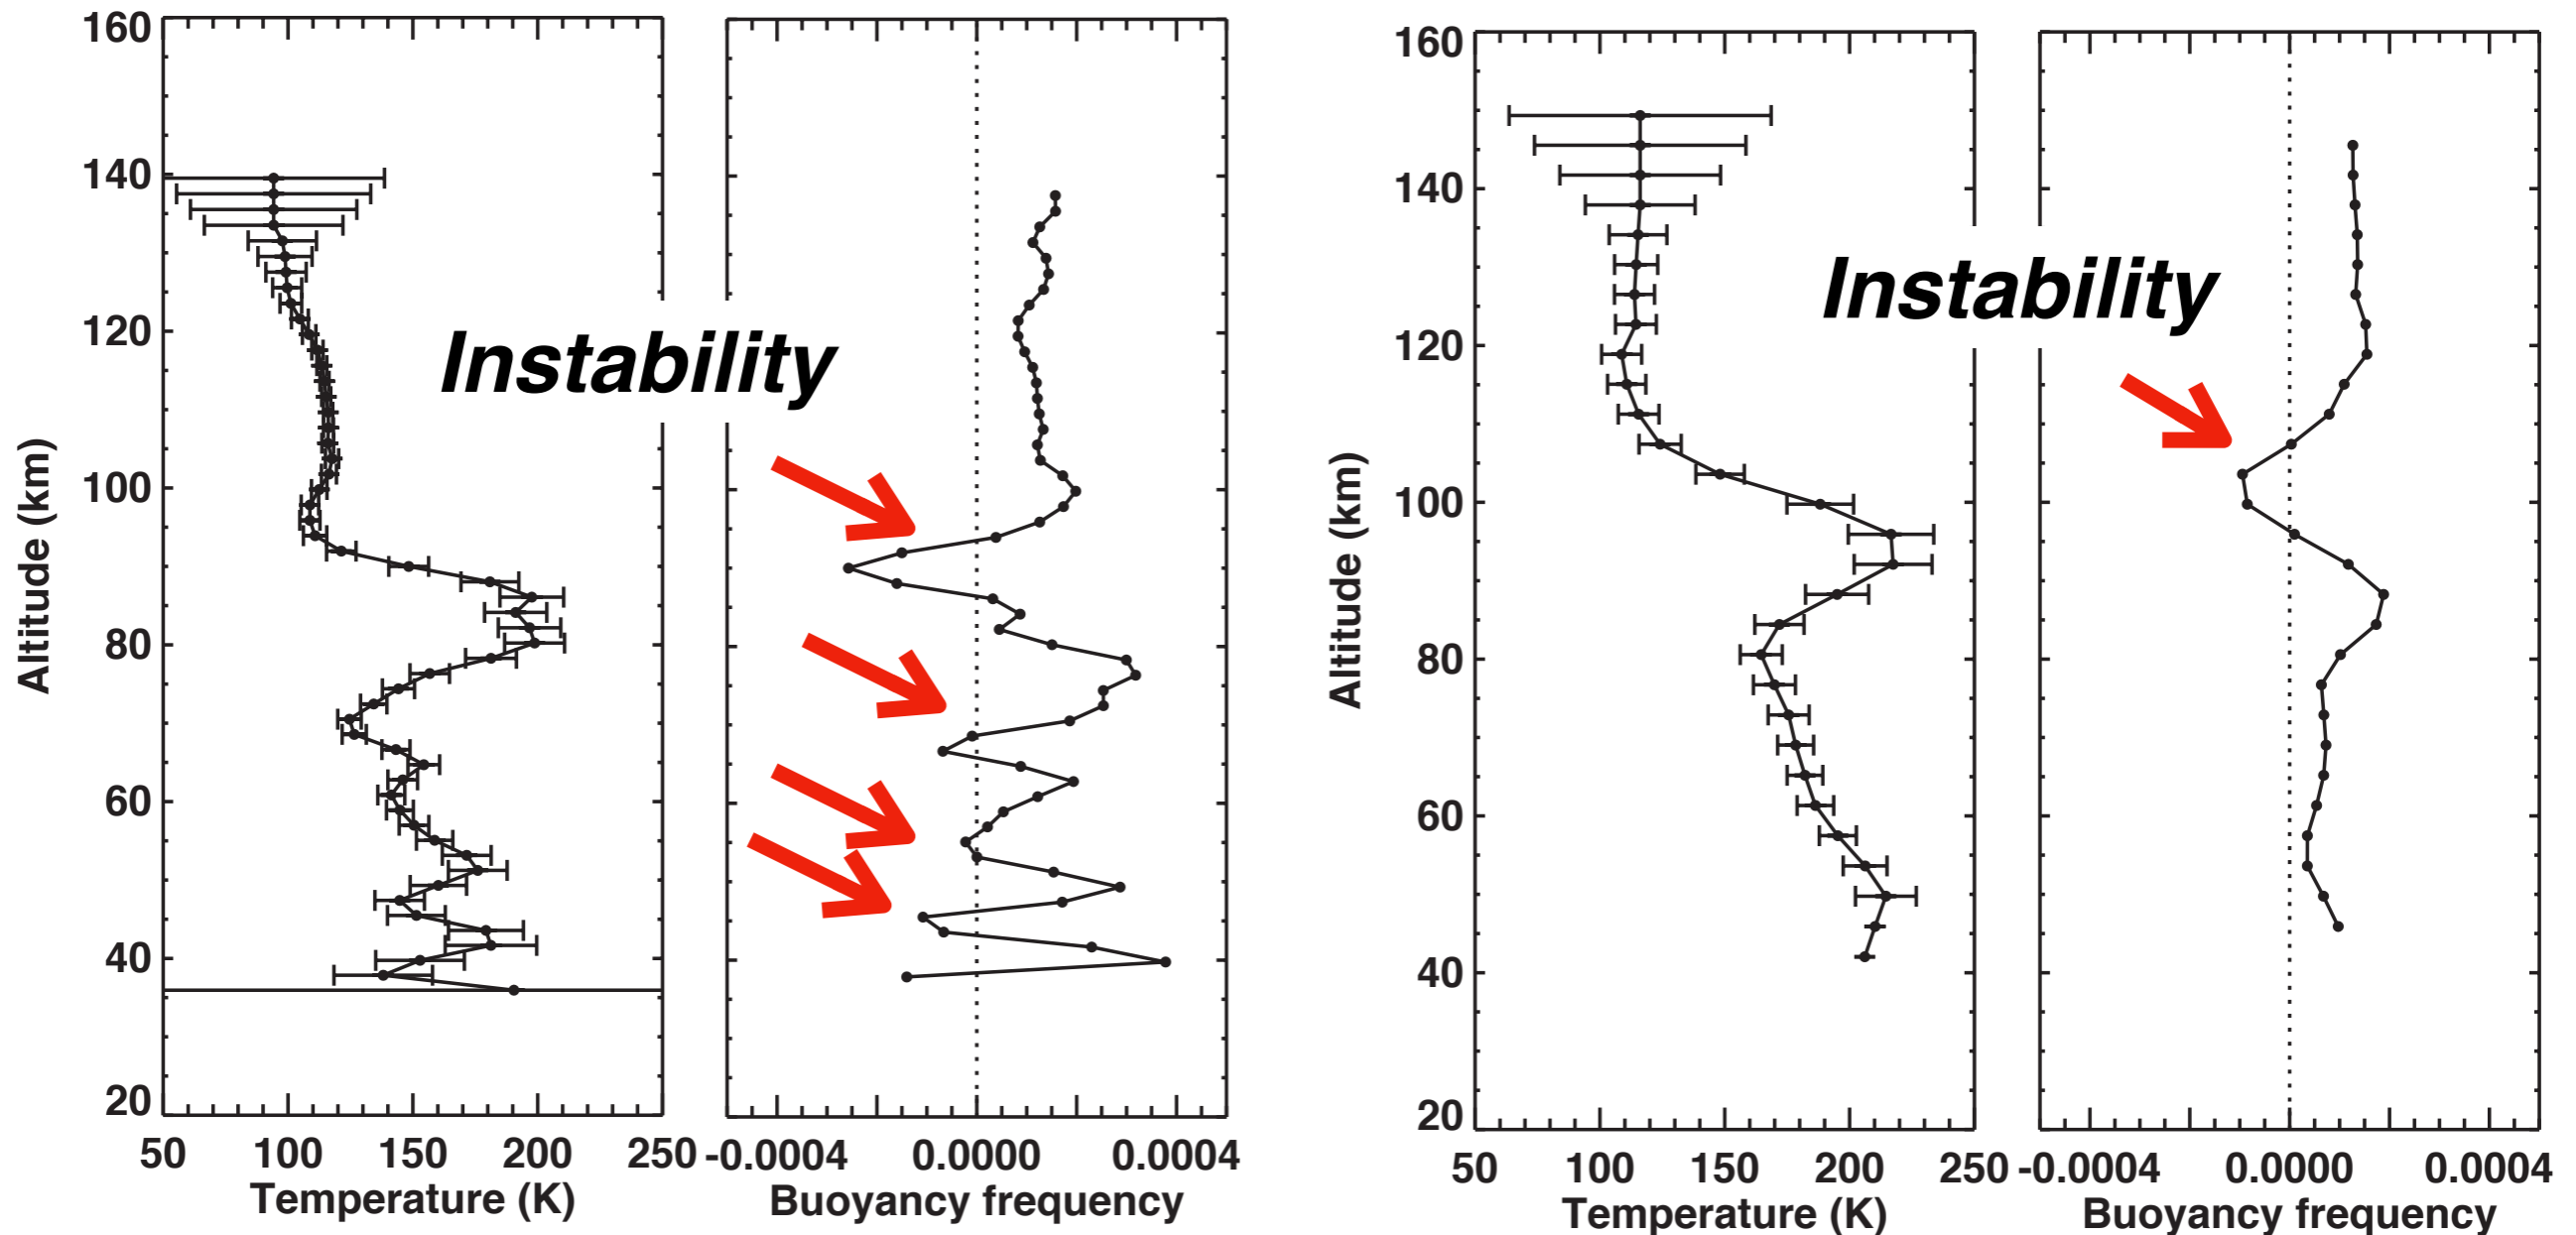 160
140
120
100
80
60
40
20
Altitude (km)
50 100 150 200 250
Temperature (K)
Instability
-0.0004 0.0000 0.0004
Buoyancy frequency
160
140
120
100
80
60
40
20
Altitude (km)
50 100 150 200 250
Temperature (K)
Instability
-0.0004 0.0000 0.0004
Buoyancy frequency